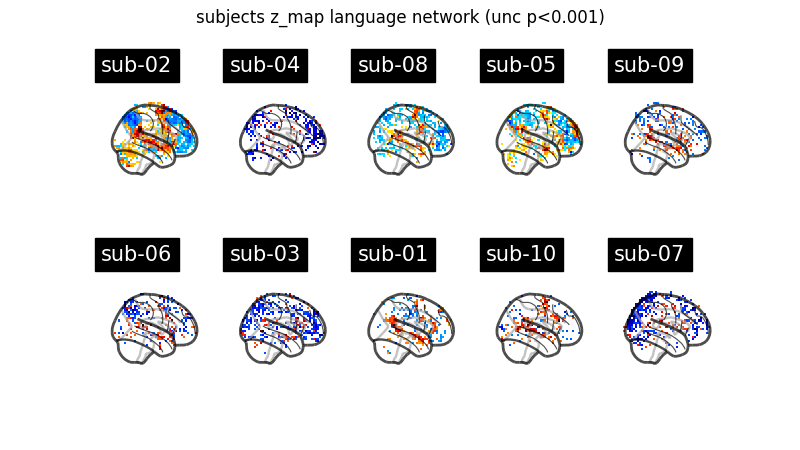 subjects z_map language network (unc p<0.001)
sub-02
sub-04
sub-08
sub-05
sub-09
sub-06
sub-03
sub-01
sub-10
sub-07